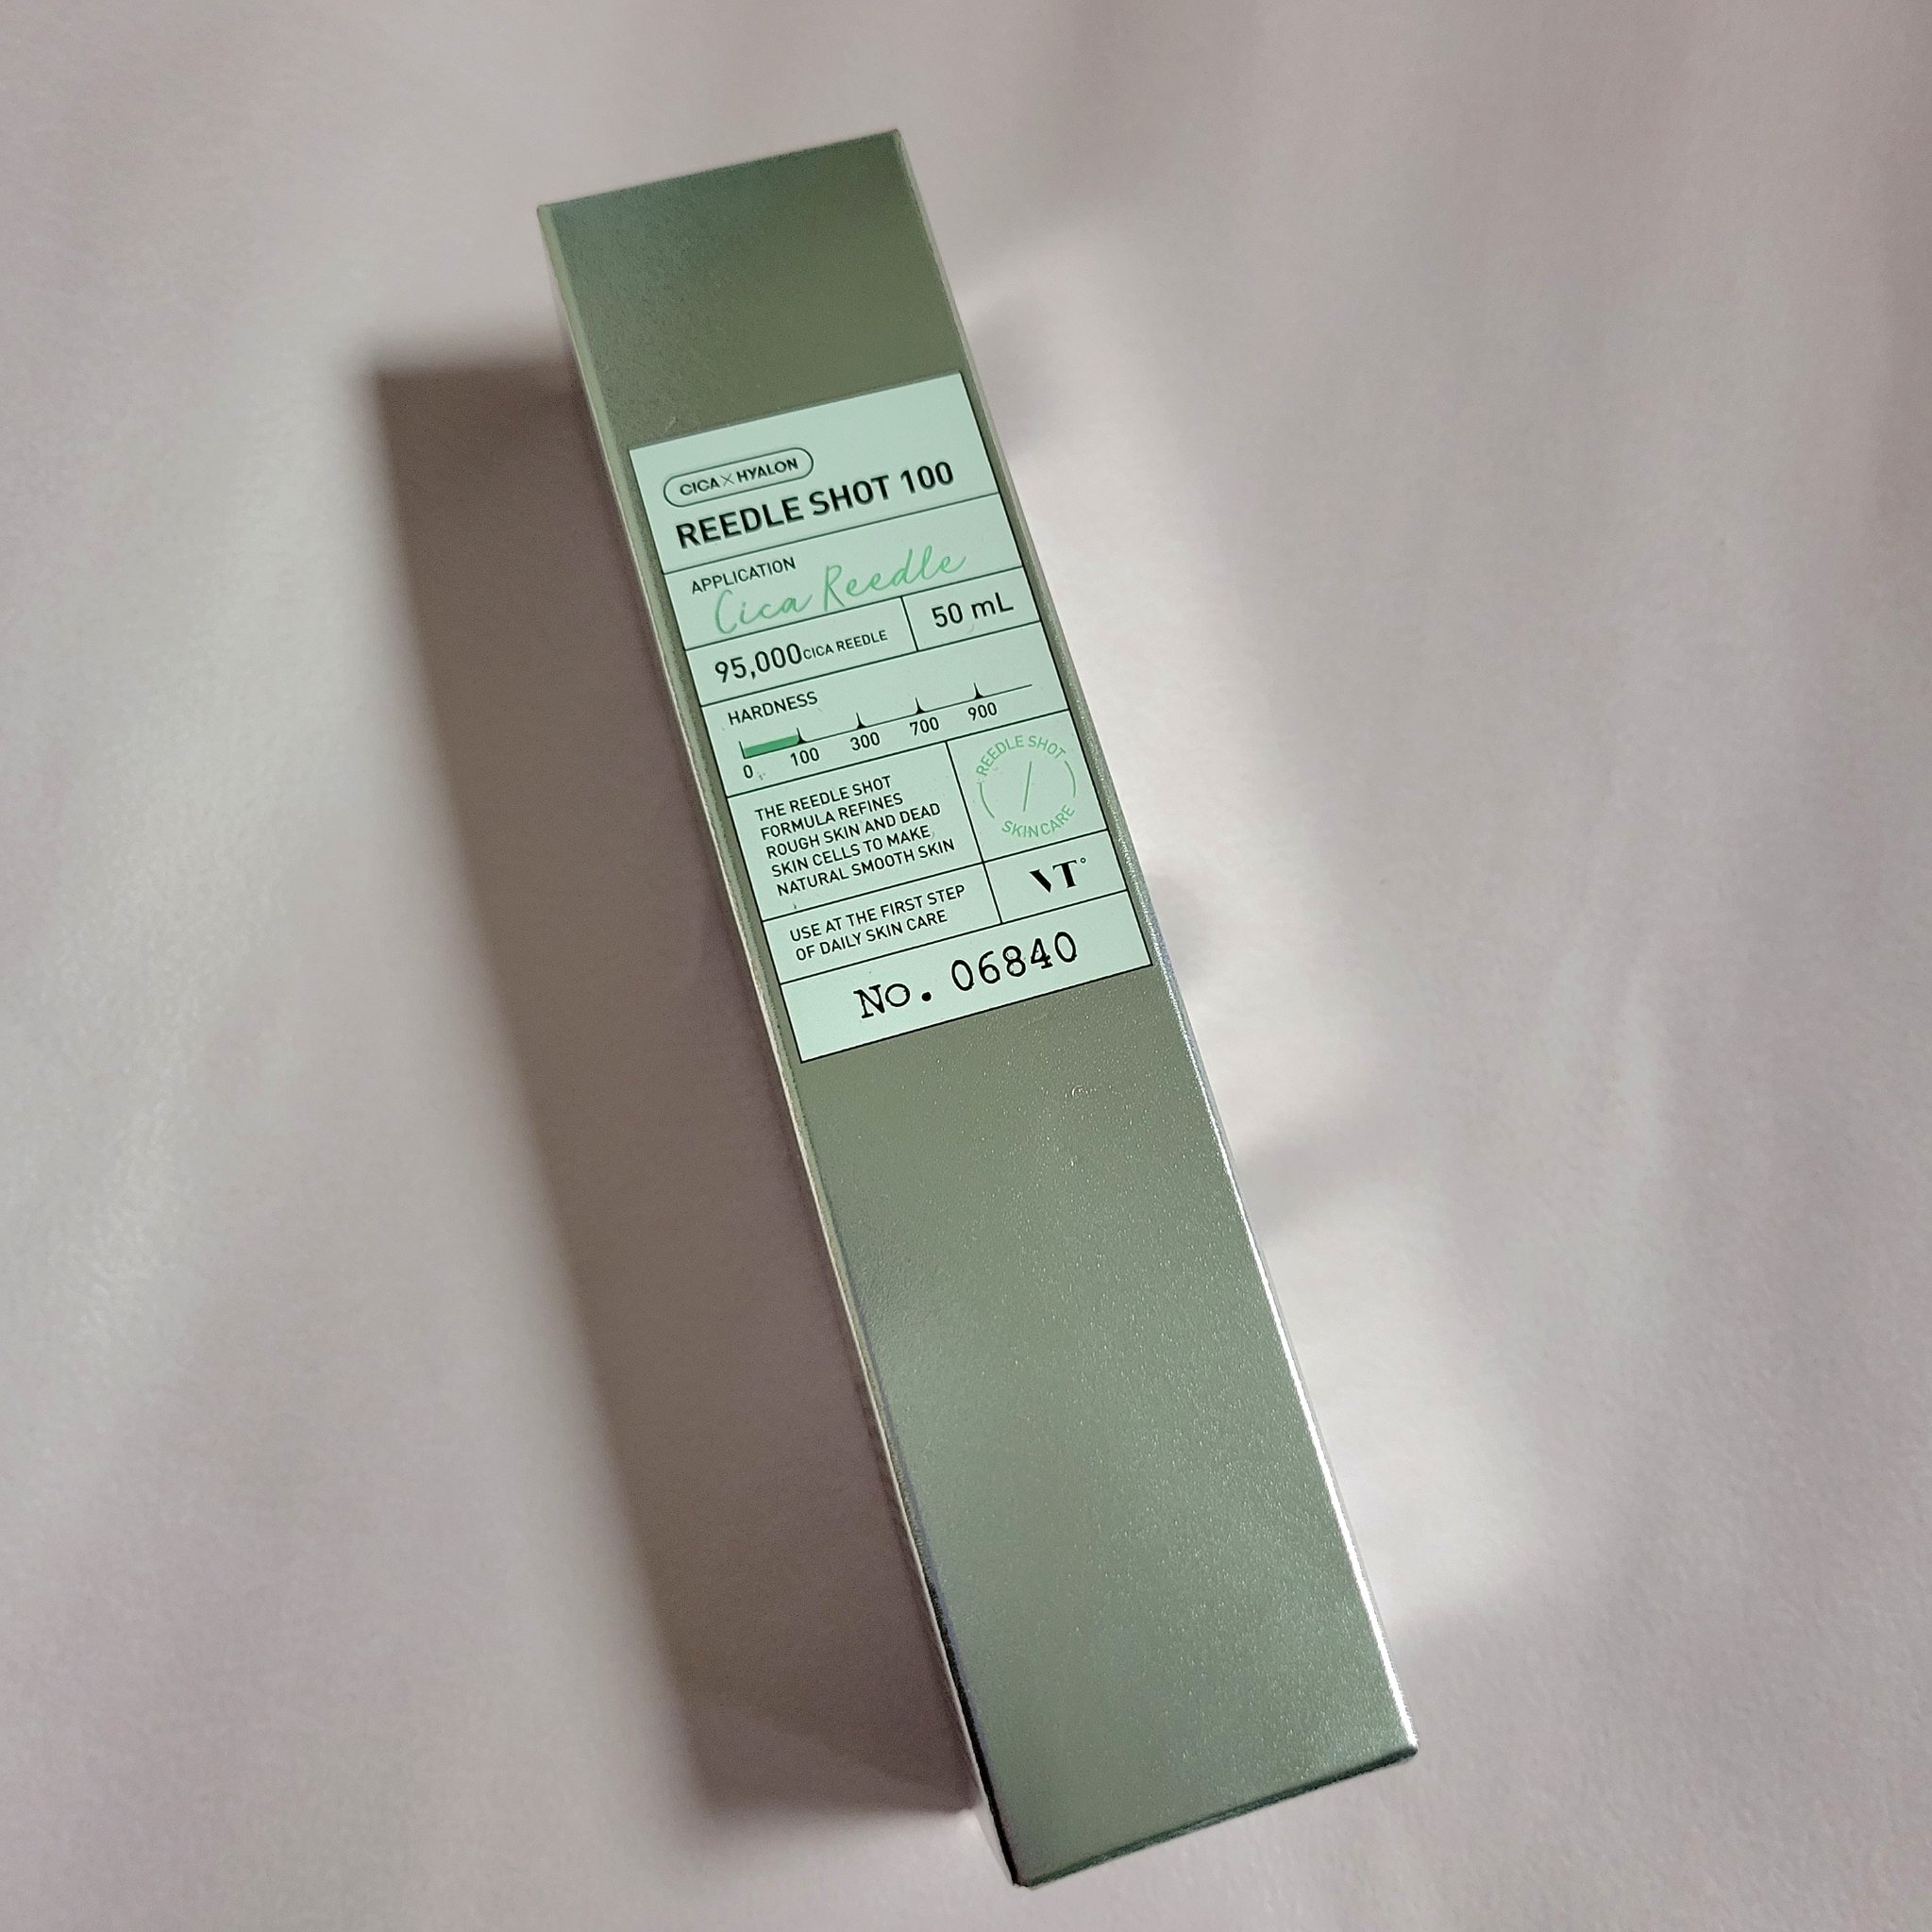 CICA×HYALON
REEDLE SHOT 100
APPLICATION
Cica Reedle
95,000CICA REEDLE
50 mL
HARDNESS
0 100 300 700 900
THE REEDLE SHOT
FORMULA REFINES
ROUGH SKIN AND DEAD
SKIN CELLS TO MAKE
NATURAL SMOOTH SKIN
REEDLE SHOT
SKINCARE
USE AT THE FIRST STEP
OF DAILY SKIN CARE
VT°
No. 06840